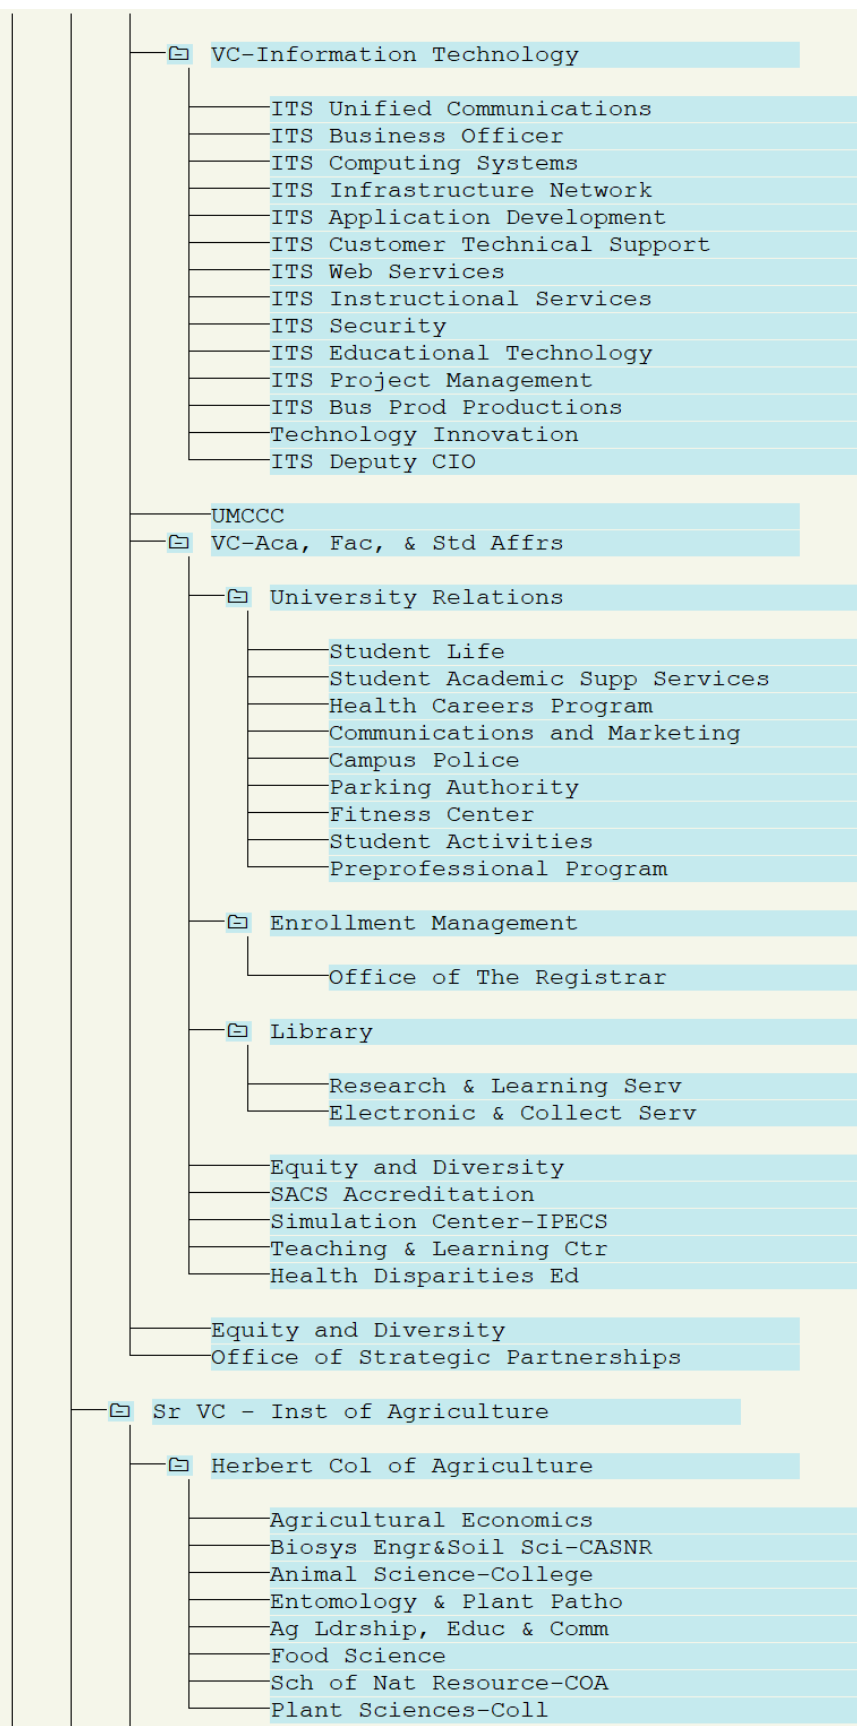 VC-Information Technology
ITS Unified Communications
ITS Business Officer
ITS Computing Systems
ITS Infrastructure Network
ITS Application Development
ITS Customer Technical Support
ITS Web Services
ITS Instructional Services
ITS Security
ITS Educational Technology
ITS Project Management
ITS Bus Prod Productions
Technology Innovation
ITS Deputy CIO
UMCCC
VC-Aca, Fac, & Std Affrs
University Relations
Student Life
Student Academic Supp Services
Health Careers Program
Communications and Marketing
Campus Police
Parking Authority
Fitness Center
Student Activities
Preprofessional Program
Enrollment Management
Office of The Registrar
Library
Research & Learning Serv
Electronic & Collect Serv
Equity and Diversity
SACS Accreditation
Simulation Center-IPECS
Teaching & Learning Ctr
Health Disparities Ed
Equity and Diversity
Office of Strategic Partnerships
Sr VC - Inst of Agriculture
Herbert Col of Agriculture
Agricultural Economics
Biosys Engr&Soil Sci-CASNR
Animal Science-College
Entomology & Plant Patho
Ag Ldrship, Educ & Comm
Food Science
Sch of Nat Resource-COA
Plant Sciences-Coll